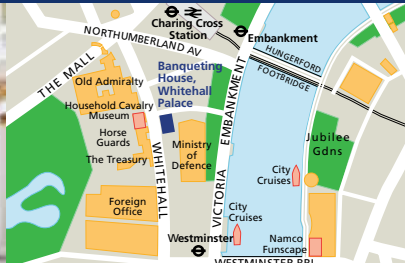 Charing Cross
Station
Embankment
NORTHUMBERLAND AV
HUNGERFORD
FOOTBRIDGE
THE MALL
Banqueting
House,
Whitehall
Palace
Old Admiralty
Household Cavalry
Museum
Horse
Guards
The Treasury
WHITEHALL
Ministry
of
Defence
VICTORIA EMBANKMENT
Jubilee
Gdns
City
Cruises
Foreign
Office
City
Cruises
Westminster
Namco
Funscape
WESTMINSTER BRI